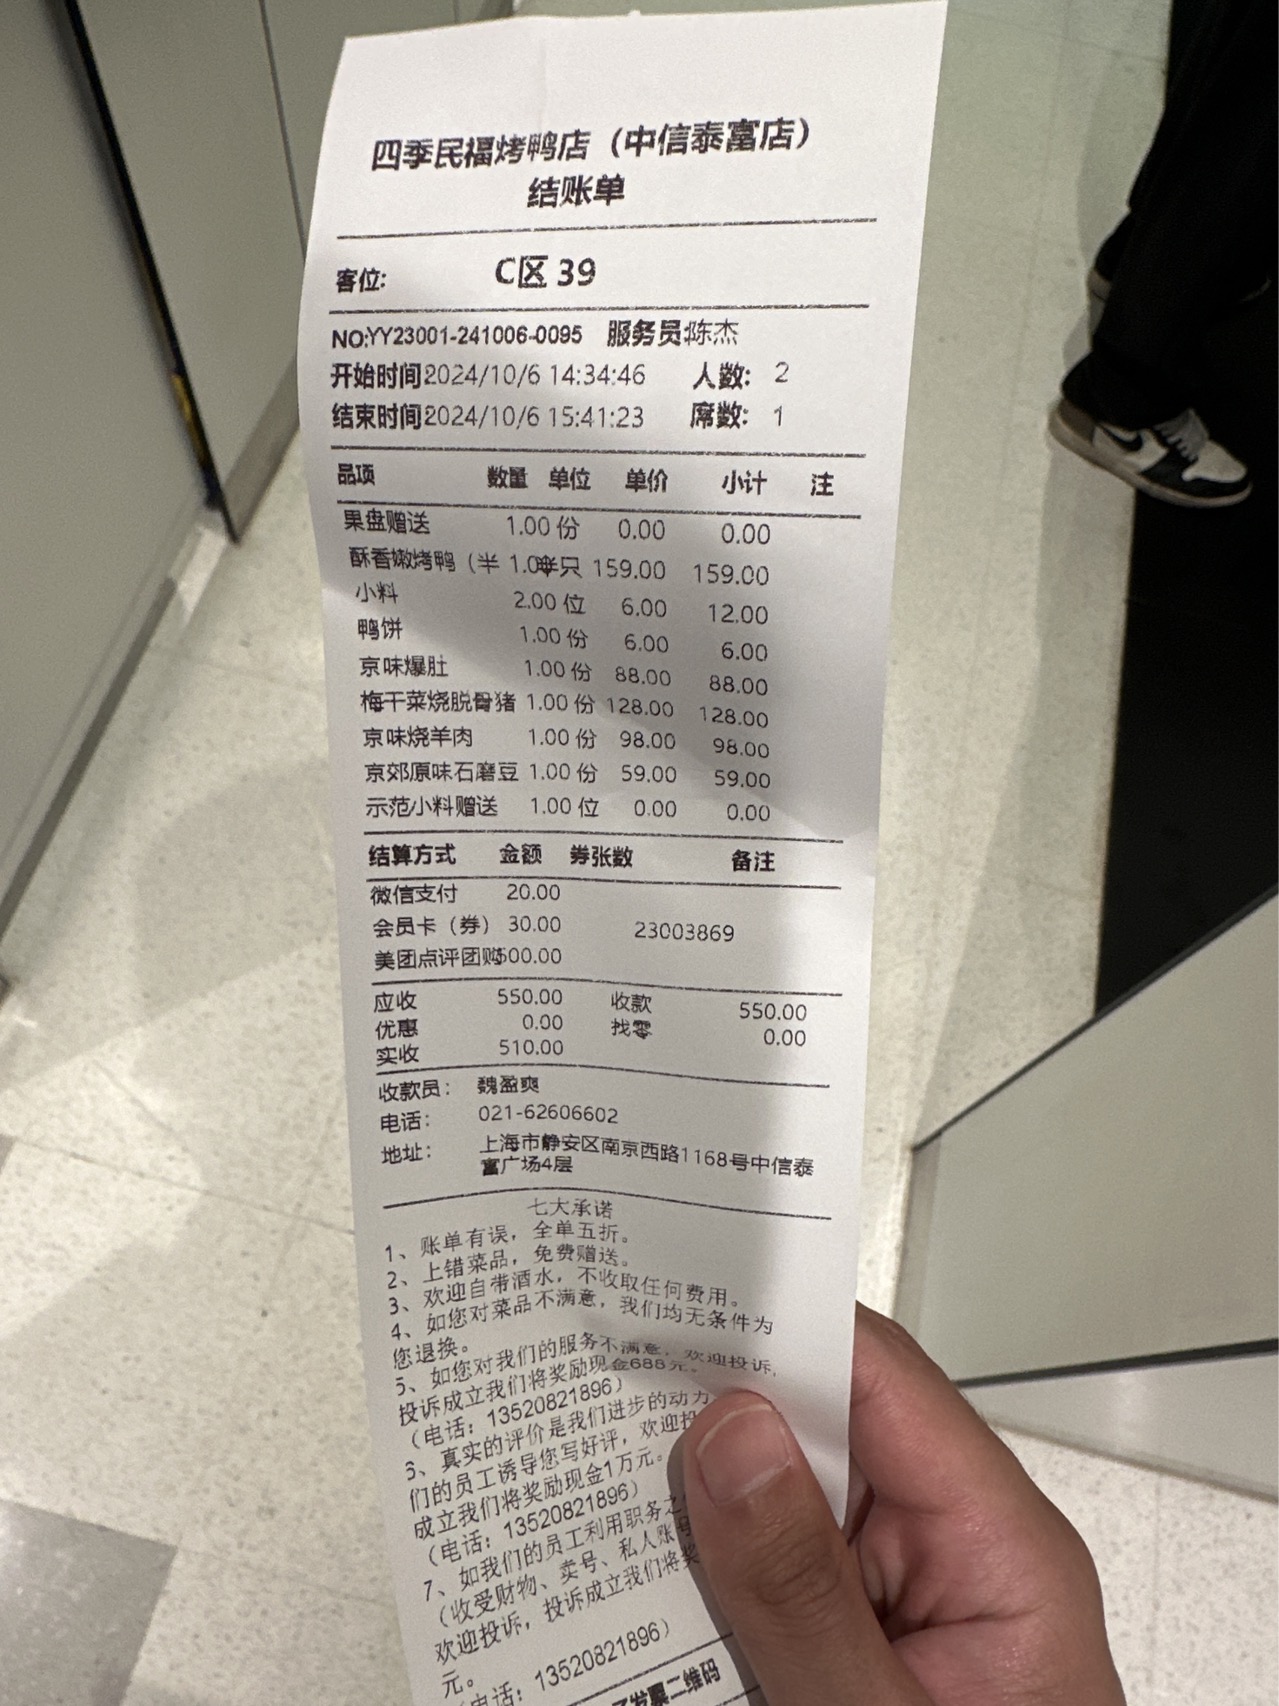 四季民福烤鸭店（中信泰富店）
结账单
客位: C区 39
NO:YY23001-241006-0095 服务员:陈杰
开始时间2024/10/6 14:34:46 人数: 2
结束时间2024/10/6 15:41:23 席数: 1
品项 数量 单位 单价 小计 注
果盘赠送 1.00 份 0.00 0.00
酥香嫩烤鸭（半 1.00半只 159.00 159.00
小料 2.00 位 6.00 12.00
鸭饼 1.00 份 6.00 6.00
京味爆肚 1.00 份 88.00 88.00
梅干菜烧脱骨猪 1.00 份 128.00 128.00
京味烧羊肉 1.00 份 98.00 98.00
京郊原味石磨豆 1.00 份 59.00 59.00
示范小料赠送 1.00 位 0.00 0.00
结算方式 金额 券张数 备注
微信支付 20.00
会员卡（券） 30.00 23003869
美团点评团购500.00
应收 550.00 收款 550.00
优惠 0.00 找零 0.00
实收 510.00
收款员: 魏盈爽
电话: 021-62606602
地址: 上海市静安区南京西路1168号中信泰
富广场4层
七大承诺
1、账单有误，全单五折。
2、上错菜品，免费赠送。
3、欢迎自带酒水，不收取任何费用。
4、如您对菜品不满意，我们均无条件为
您退换。
5、如您对我们的服务不满意，欢迎投诉,
投诉成立我们将奖励现金688元。
（电话：13520821896）
6、真实的评价是我们进步的动力
们的员工诱导您写好评，欢迎投
成立我们将奖励现金1万元。
（电话：13520821896）
7、如我们的员工利用职务之
（收受财物、卖号、私人账号
欢迎投诉，投诉成立我们将奖
元。
电话：13520821896）
发票二维码